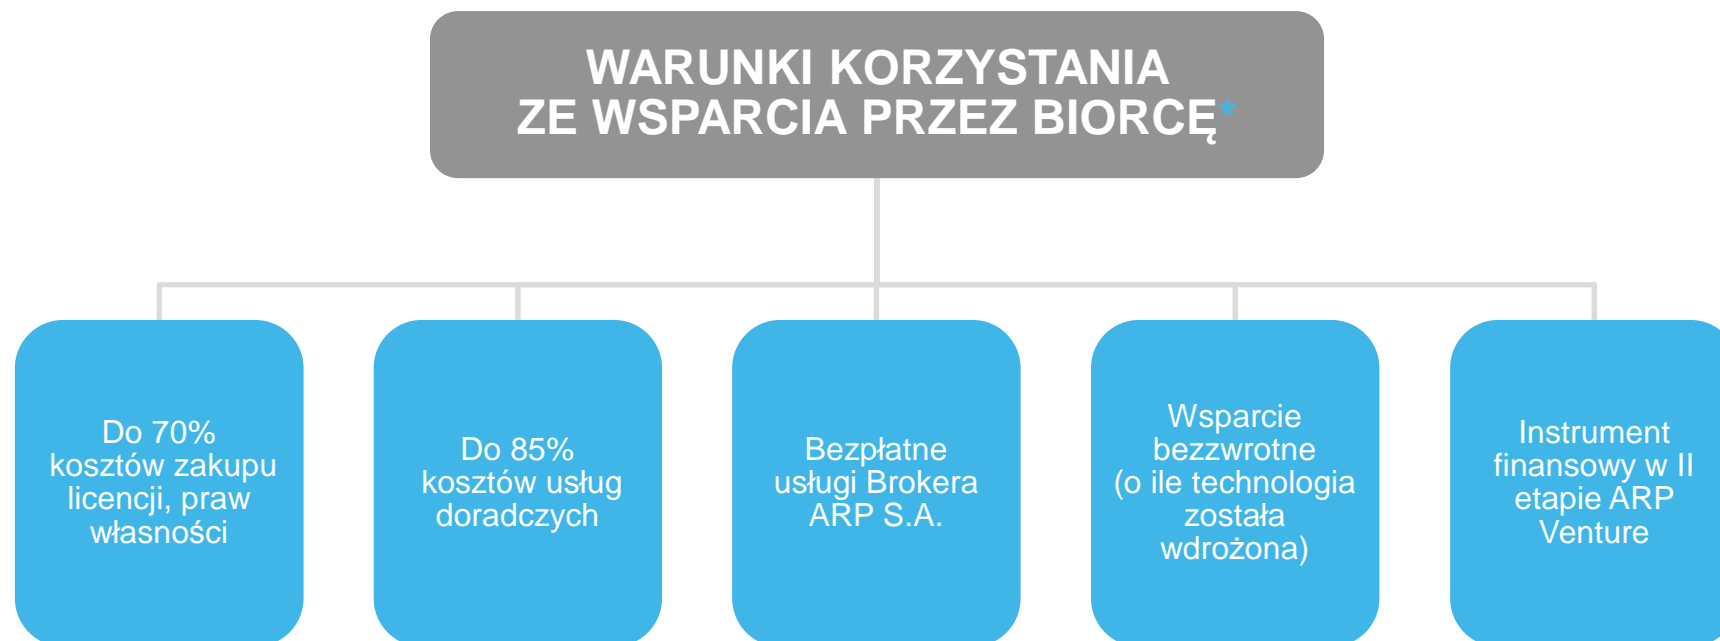 WARUNKI KORZYSTANIA
ZE WSPARCIA PRZEZ BIORCĘ*
Do 70%
kosztów zakupu
licencji, praw
własności
Do 85%
kosztów usług
doradczych
Bezpłatne
usługi Brokera
ARP S.A.
Wsparcie
bezzwrotne
(o ile technologia
została
wdrożona)
Instrument
finansowy w II
etapie ARP
Venture